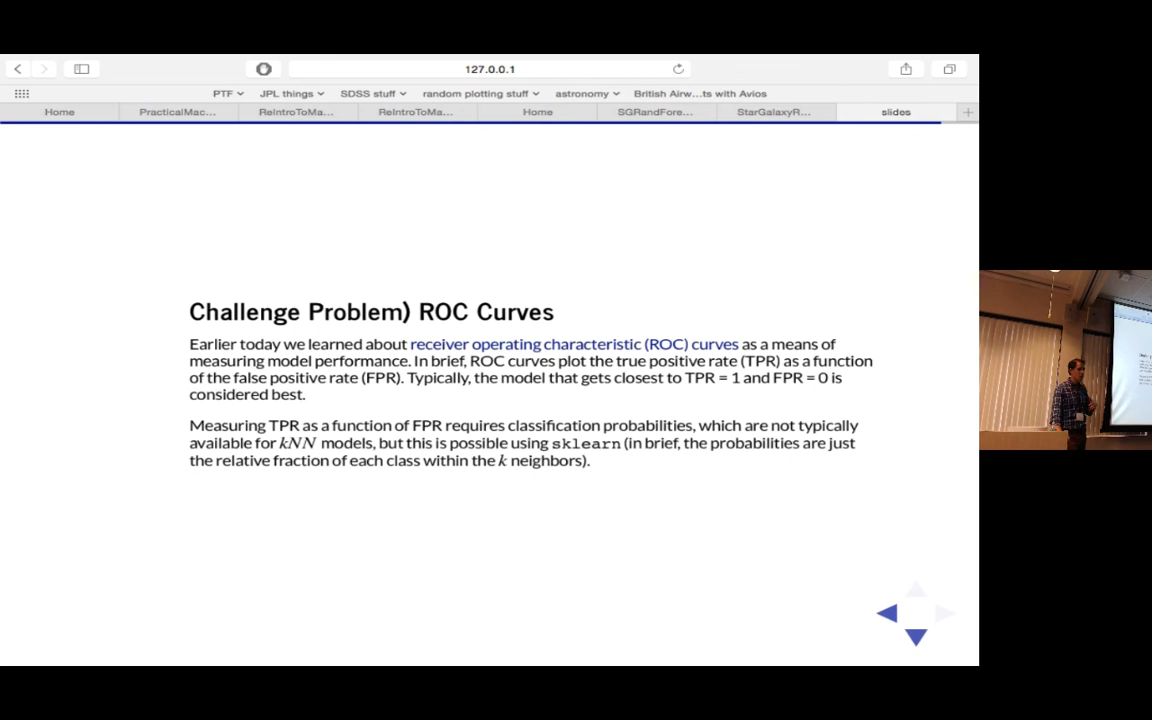 127.0.0.1
PTF JPL things SDSS stuff random plotting stuff astronomy British Airw...ts with Avios
Home PracticalMac... ReIntroToMa... ReIntroToMa... Home SGRandFore... StarGalaxyR... slides
Challenge Problem) ROC Curves
Earlier today we learned about receiver operating characteristic (ROC) curves as a means of
measuring model performance. In brief, ROC curves plot the true positive rate (TPR) as a function
of the false positive rate (FPR). Typically, the model that gets closest to TPR = 1 and FPR = 0 is
considered best.
Measuring TPR as a function of FPR requires classification probabilities, which are not typically
available for kNN models, but this is possible using sklearn (in brief, the probabilities are just
the relative fraction of each class within the k neighbors).